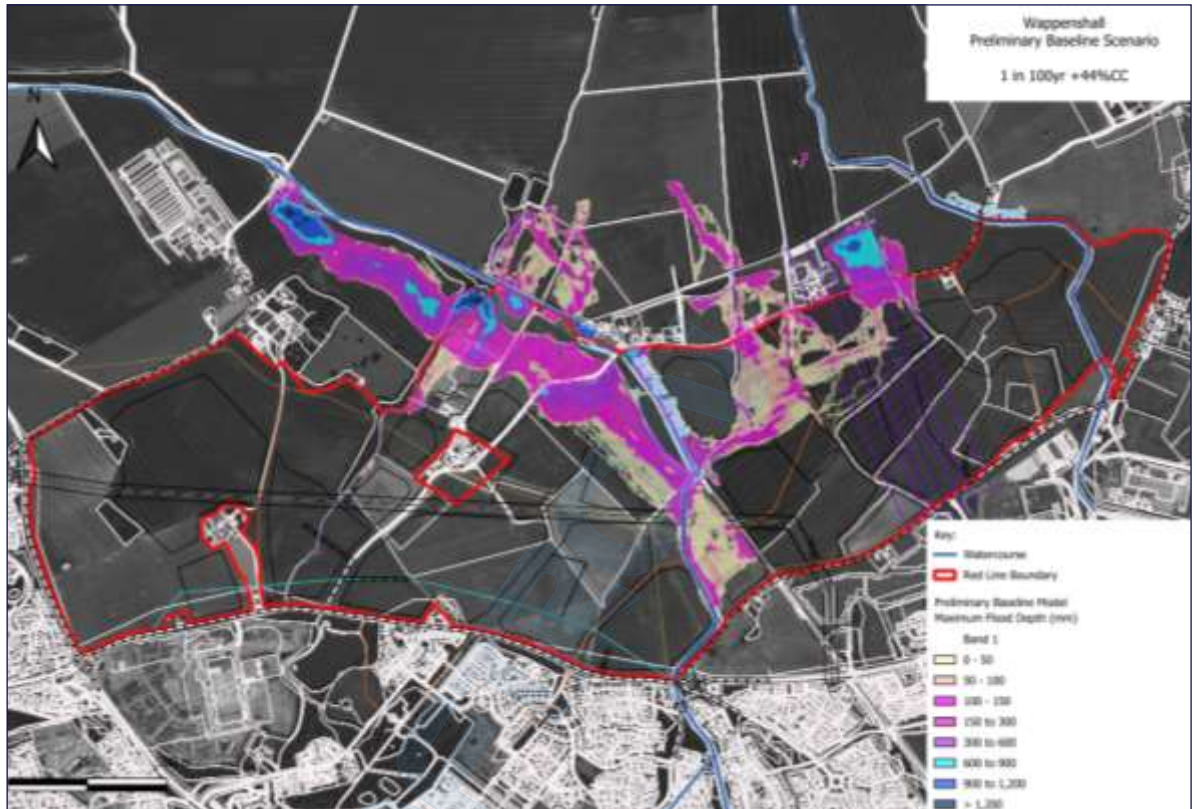 Wappenshall
Preliminary Baseline Scenario
1 in 100yr +44%CC
N
Key:
Watercourse
Red Line Boundary
Preliminary Baseline Model
Maximum Flood Depth (mm)
Band 1
0 - 50
50 - 100
100 - 150
150 to 300
300 to 600
600 to 900
900 to 1,200